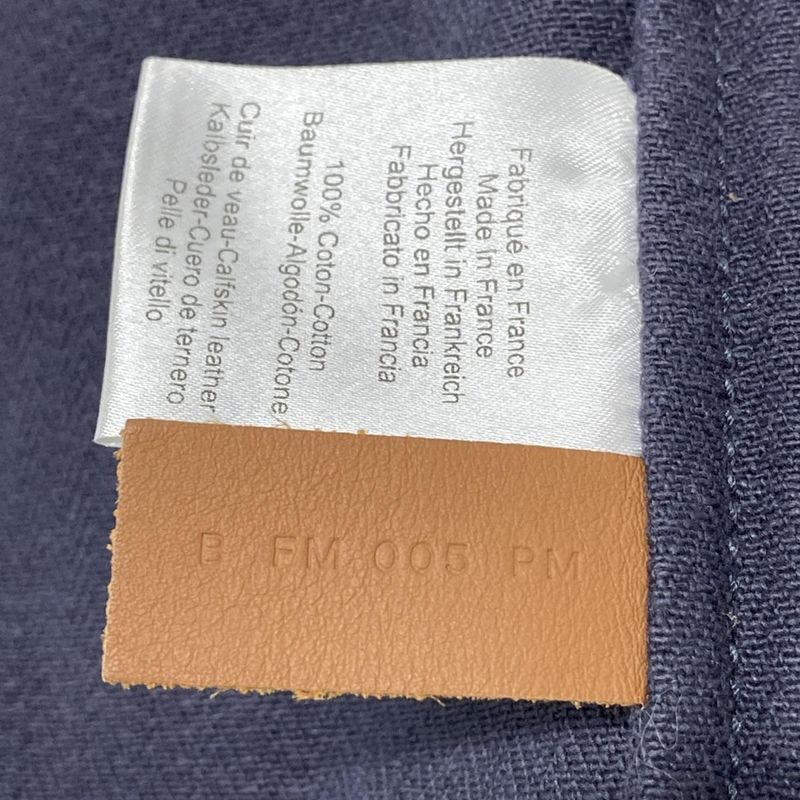 Fabriqué en France
Made In France
Hergestellt in Frankreich
Hecho en Francia
Fabbricato in Francia
100% Coton-Cotton
Baumwolle-Algodón-Cotone
Cuir de veau-Calfskin leather
Kalbsleder-Cuero de ternero
Pelle di vitello
B FM 005 PM